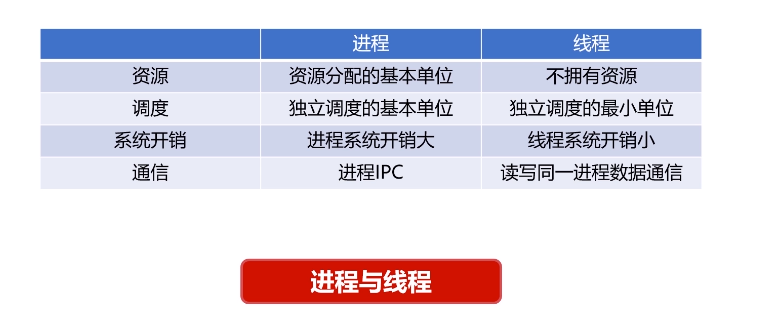 进程 线程
资源 资源分配的基本单位 不拥有资源
调度 独立调度的基本单位 独立调度的最小单位
系统开销 进程系统开销大 线程系统开销小
通信 进程IPC 读写同一进程数据通信
进程与线程